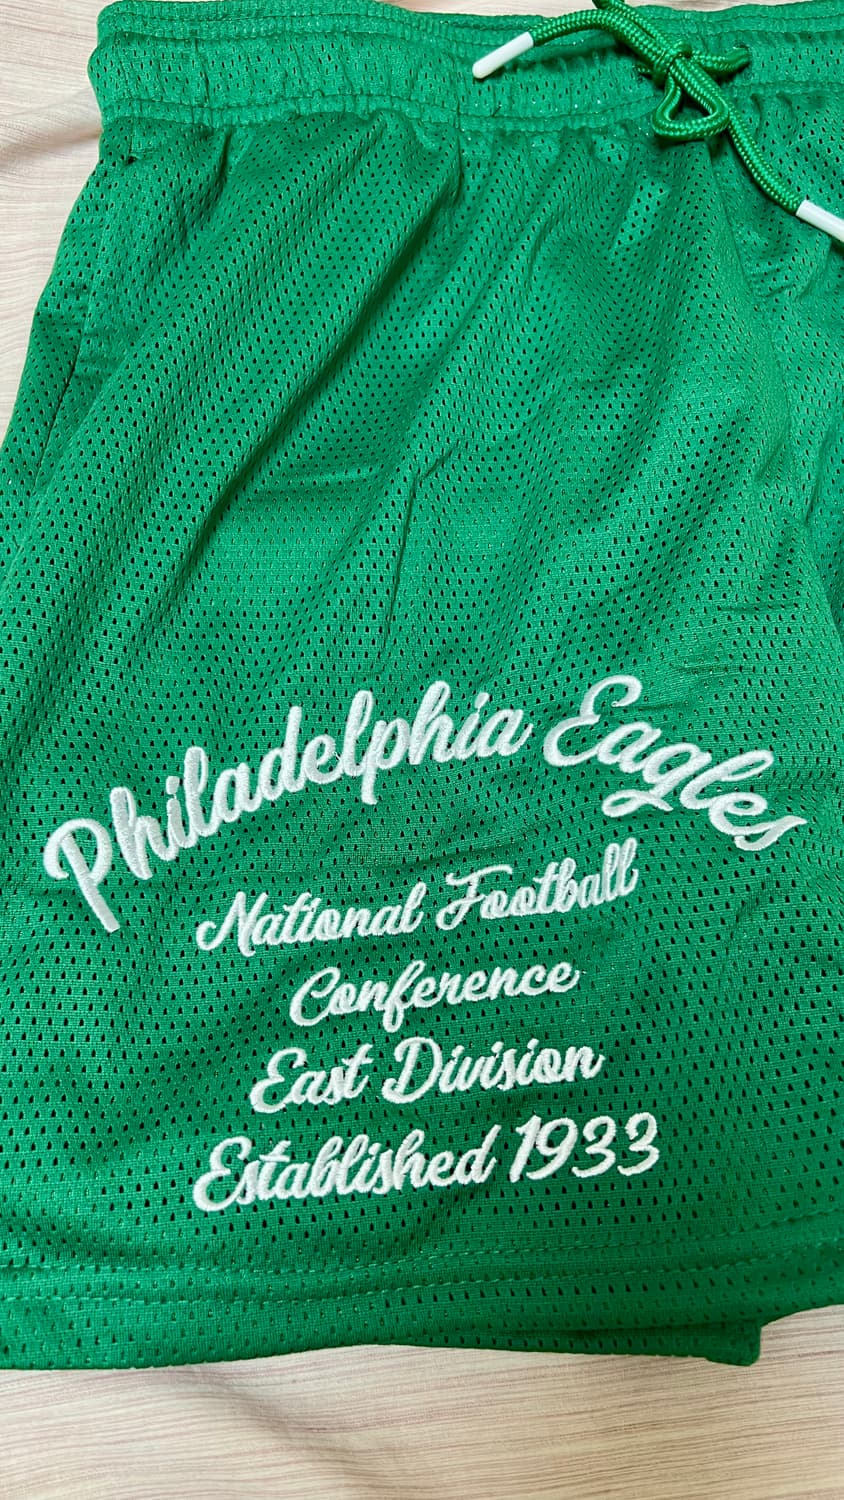 Philadelphia Eagles
National Football
Conference
East Division
Established 1933